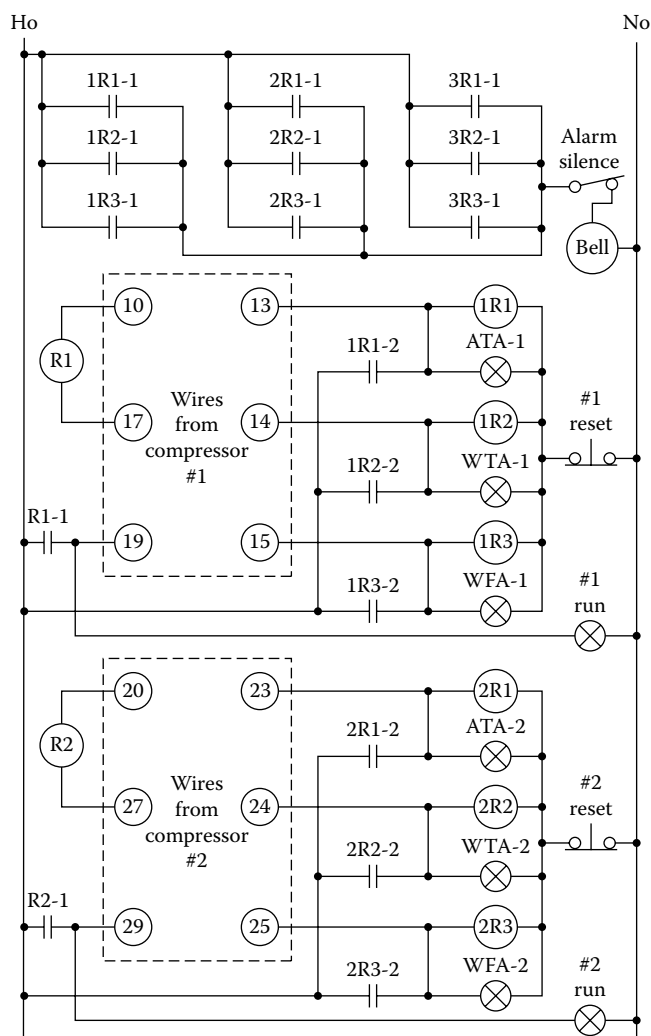 Ho
No
1R1-1
2R1-1
3R1-1
1R2-1
2R2-1
3R2-1
Alarm
silence
1R3-1
2R3-1
3R3-1
Bell
10
13
1R1
R1
1R1-2
ATA-1
17
Wires
from
compressor
#1
14
1R2
#1
reset
1R2-2
WTA-1
R1-1
19
15
1R3
1R3-2
WFA-1
#1
run
20
23
2R1
R2
2R1-2
ATA-2
27
Wires
from
compressor
#2
24
2R2
#2
reset
2R2-2
WTA-2
R2-1
29
25
2R3
2R3-2
WFA-2
#2
run